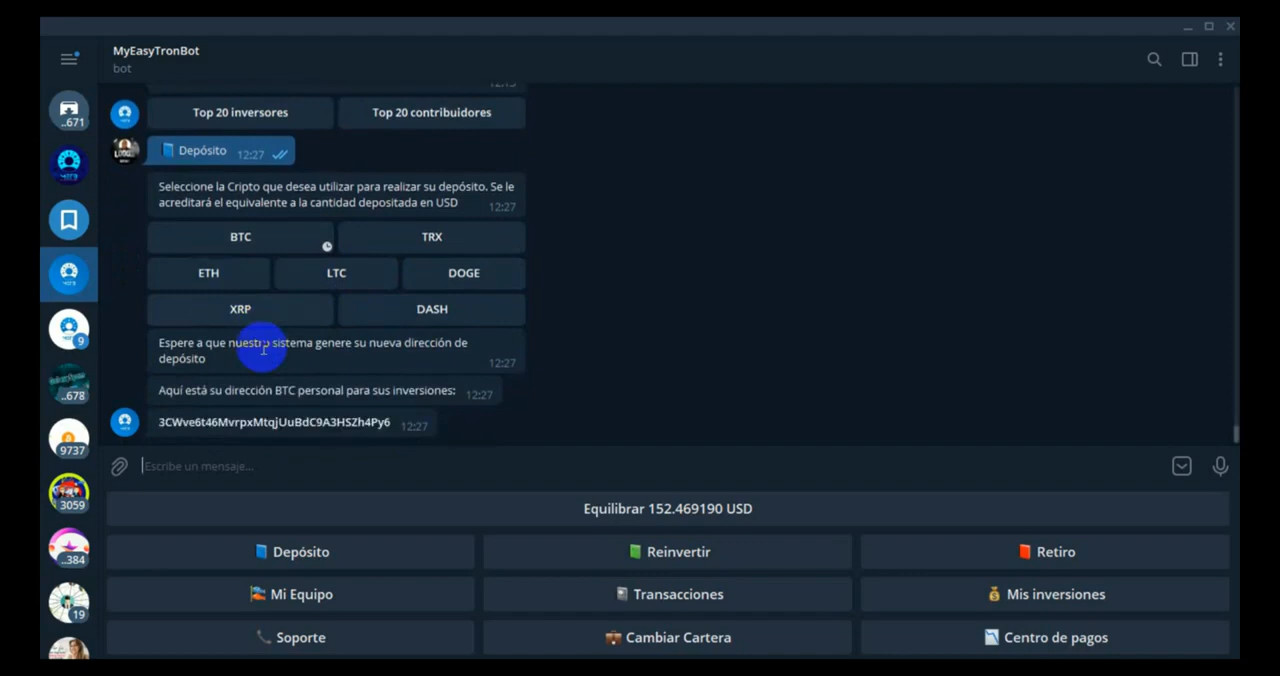 MyEasyTronBot
bot
Top 20 inversores
Top 20 contribuidores
Depósito 12:27
Seleccione la Cripto que desea utilizar para realizar su depósito. Se le
acreditará el equivalente a la cantidad depositada en USD 12:27
BTC
TRX
ETH
LTC
DOGE
XRP
DASH
Espere a que nuestro sistema genere su nueva dirección de
depósito 12:27
Aquí está su dirección BTC personal para sus inversiones: 12:27
3CWve6t46MvrpxMtqjUuBdC9A3HSZh4Py6 12:27
Escribe un mensaje...
Equilibrar 152.469190 USD
Depósito
Reinvertir
Retiro
Mi Equipo
Transacciones
Mis inversiones
Soporte
Cambiar Cartera
Centro de pagos
..671
9
..678
9737
3059
..384
19